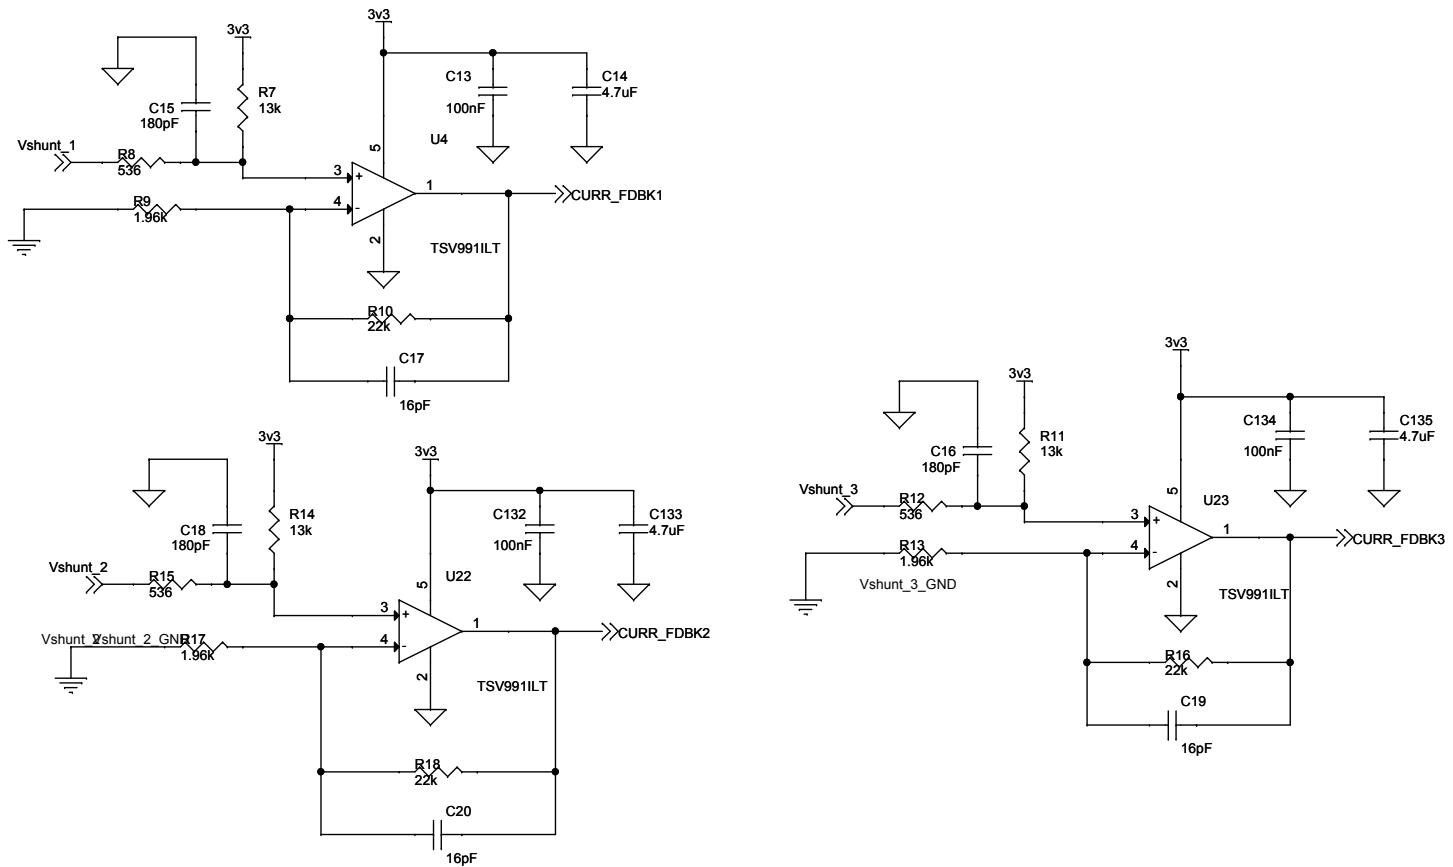 3v3
3v3
C15
180pF
R7
13k
C13
100nF
C14
4.7uF
U4
5
Vshunt_1
R8
536
3
+
1
CURR_FDBK1
R9
1.96k
4
-
2
TSV991ILT
R10
22k
C17
16pF
3v3
3v3
C18
180pF
R14
13k
C132
100nF
C133
4.7uF
U22
5
Vshunt_2
R15
536
3
+
1
CURR_FDBK2
Vshunt_2
Vshunt_2_GND
R17
1.96k
4
-
2
TSV991ILT
R18
22k
C20
16pF
3v3
3v3
C16
180pF
R11
13k
C134
100nF
C135
4.7uF
U23
5
Vshunt_3
R12
536
3
+
1
CURR_FDBK3
R13
1.96k
4
-
Vshunt_3_GND
2
TSV991ILT
R16
22k
C19
16pF